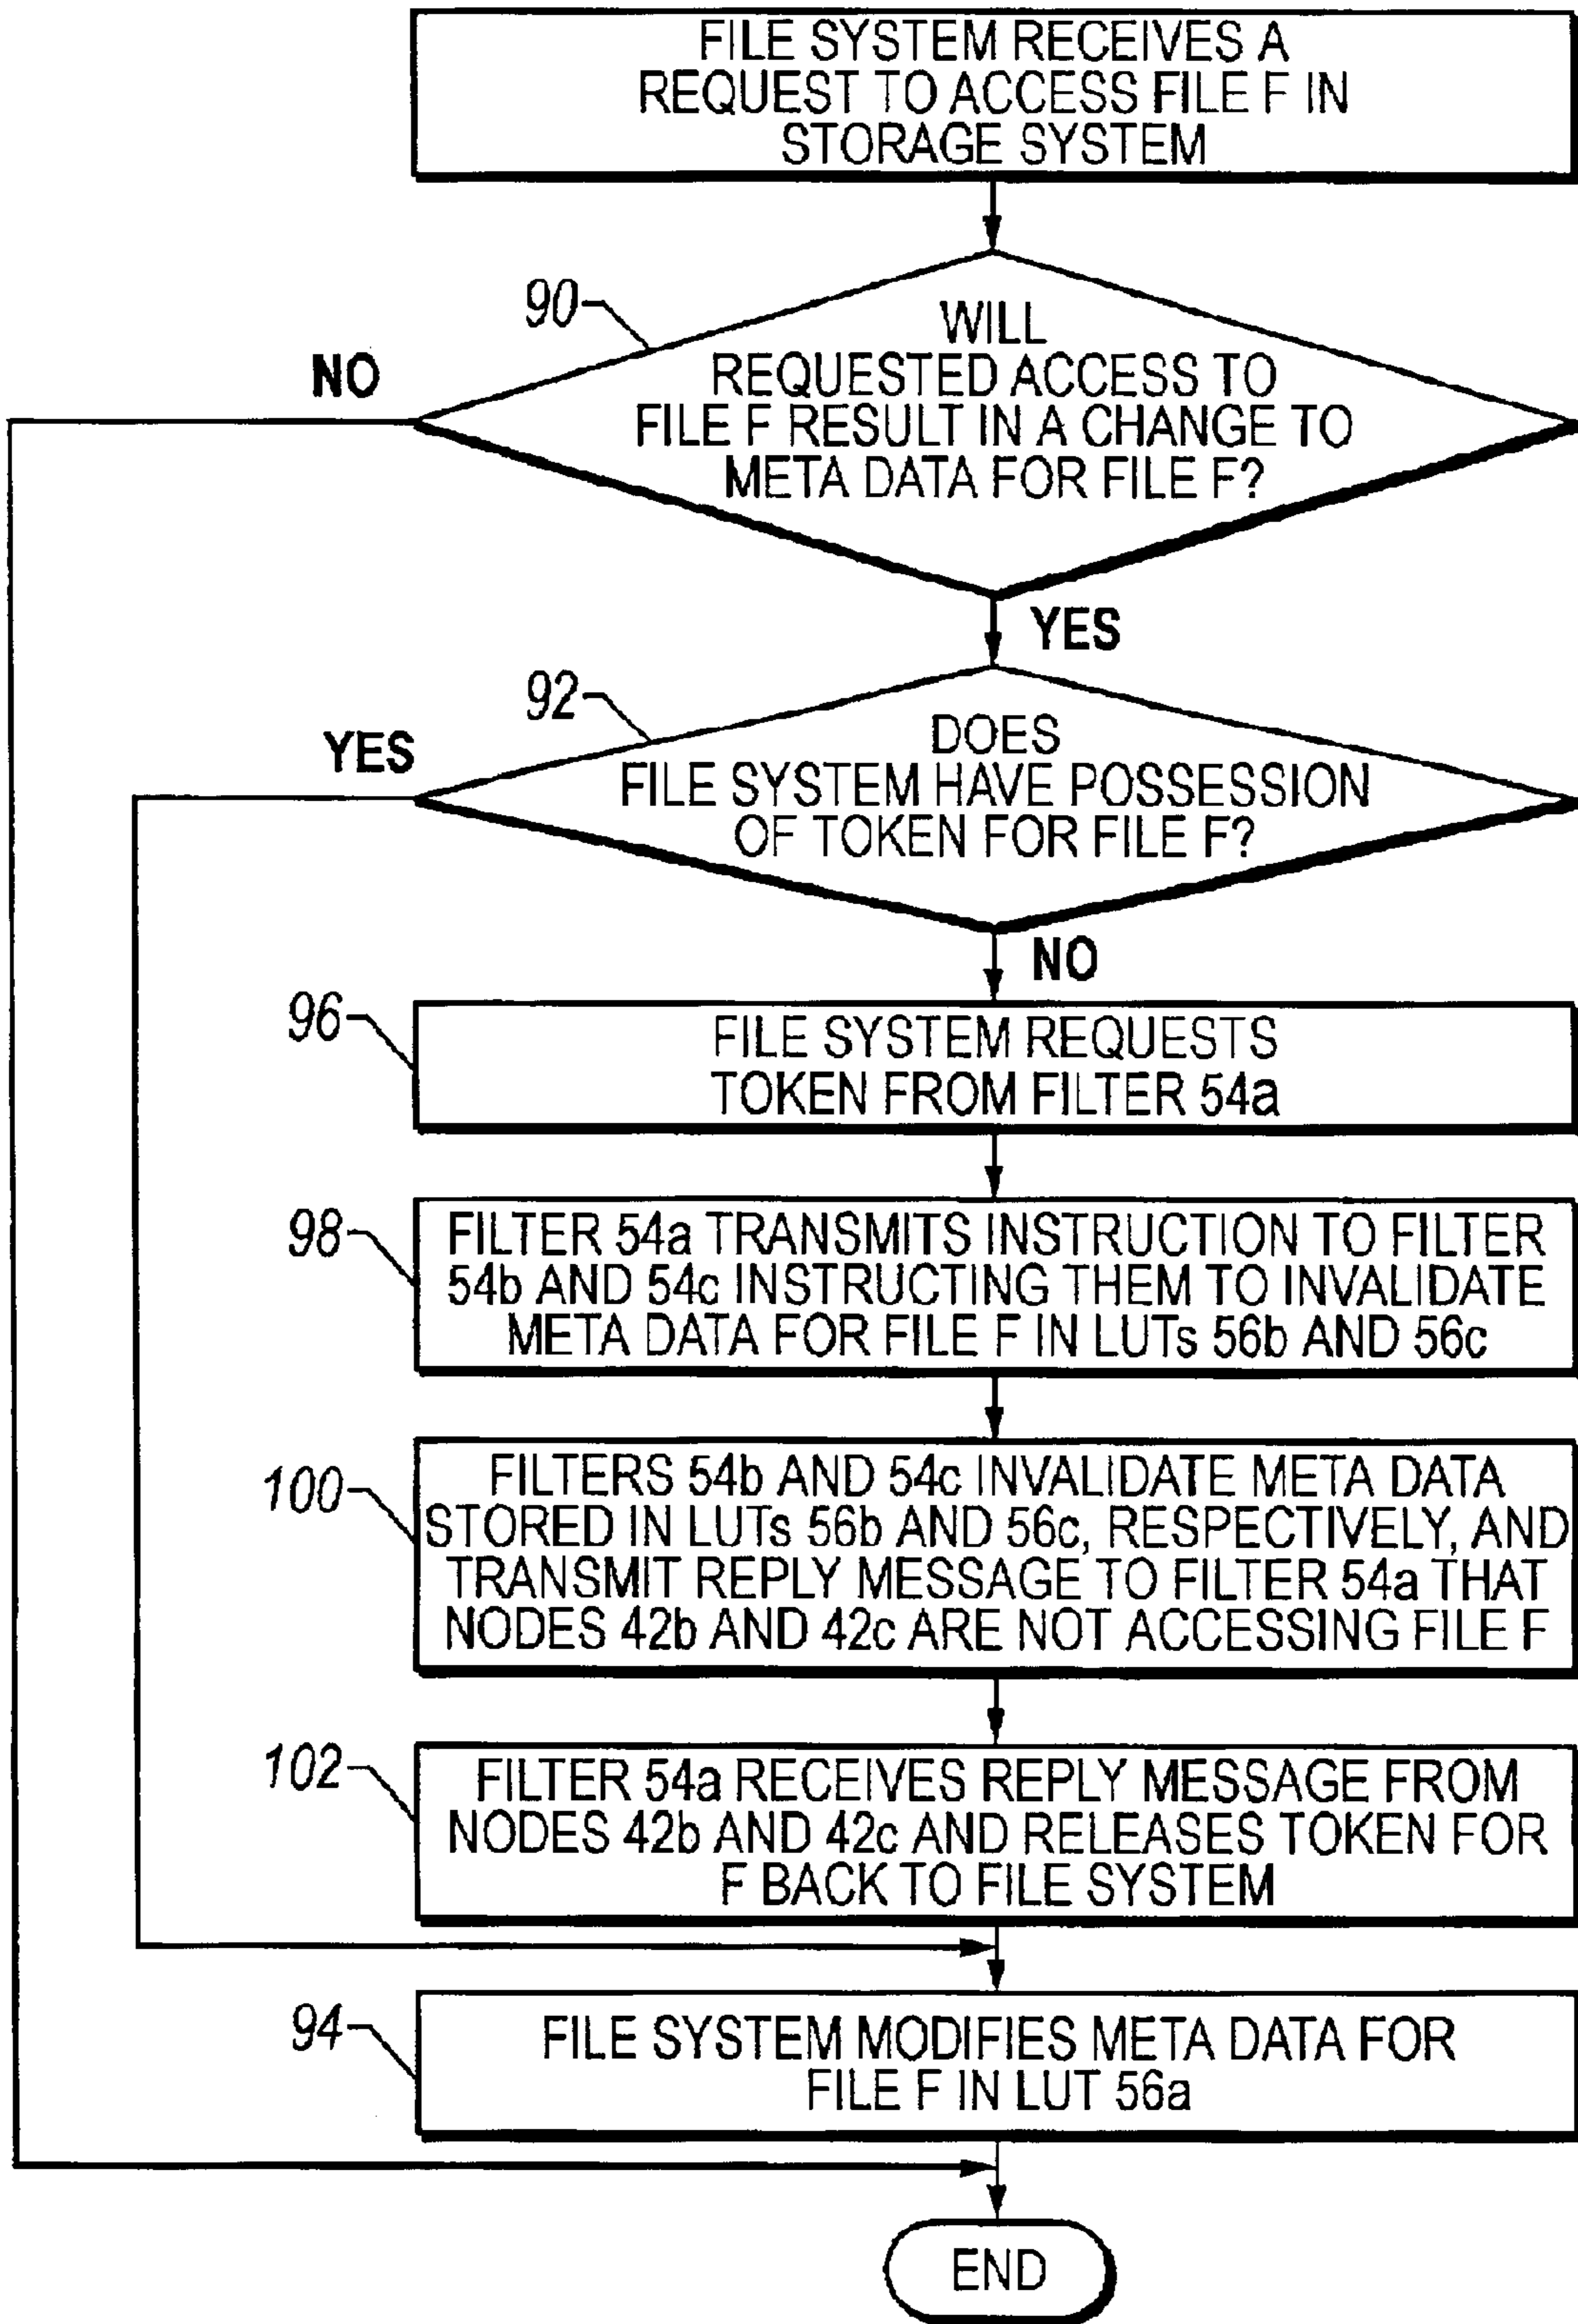 FILE SYSTEM RECEIVES A
REQUEST TO ACCESS FILE F IN
STORAGE SYSTEM
90
WILL
REQUESTED ACCESS TO
FILE F RESULT IN A CHANGE TO
META DATA FOR FILE F?
NO
YES
92
DOES
FILE SYSTEM HAVE POSSESSION
OF TOKEN FOR FILE F?
YES
NO
96
FILE SYSTEM REQUESTS
TOKEN FROM FILTER 54a
98
FILTER 54a TRANSMITS INSTRUCTION TO FILTER
54b AND 54c INSTRUCTING THEM TO INVALIDATE
META DATA FOR FILE F IN LUTs 56b AND 56c
100
FILTERS 54b AND 54c INVALIDATE META DATA
STORED IN LUTs 56b AND 56c, RESPECTIVELY, AND
TRANSMIT REPLY MESSAGE TO FILTER 54a THAT
NODES 42b AND 42c ARE NOT ACCESSING FILE F
102
FILTER 54a RECEIVES REPLY MESSAGE FROM
NODES 42b AND 42c AND RELEASES TOKEN FOR
F BACK TO FILE SYSTEM
94
FILE SYSTEM MODIFIES META DATA FOR
FILE F IN LUT 56a
END